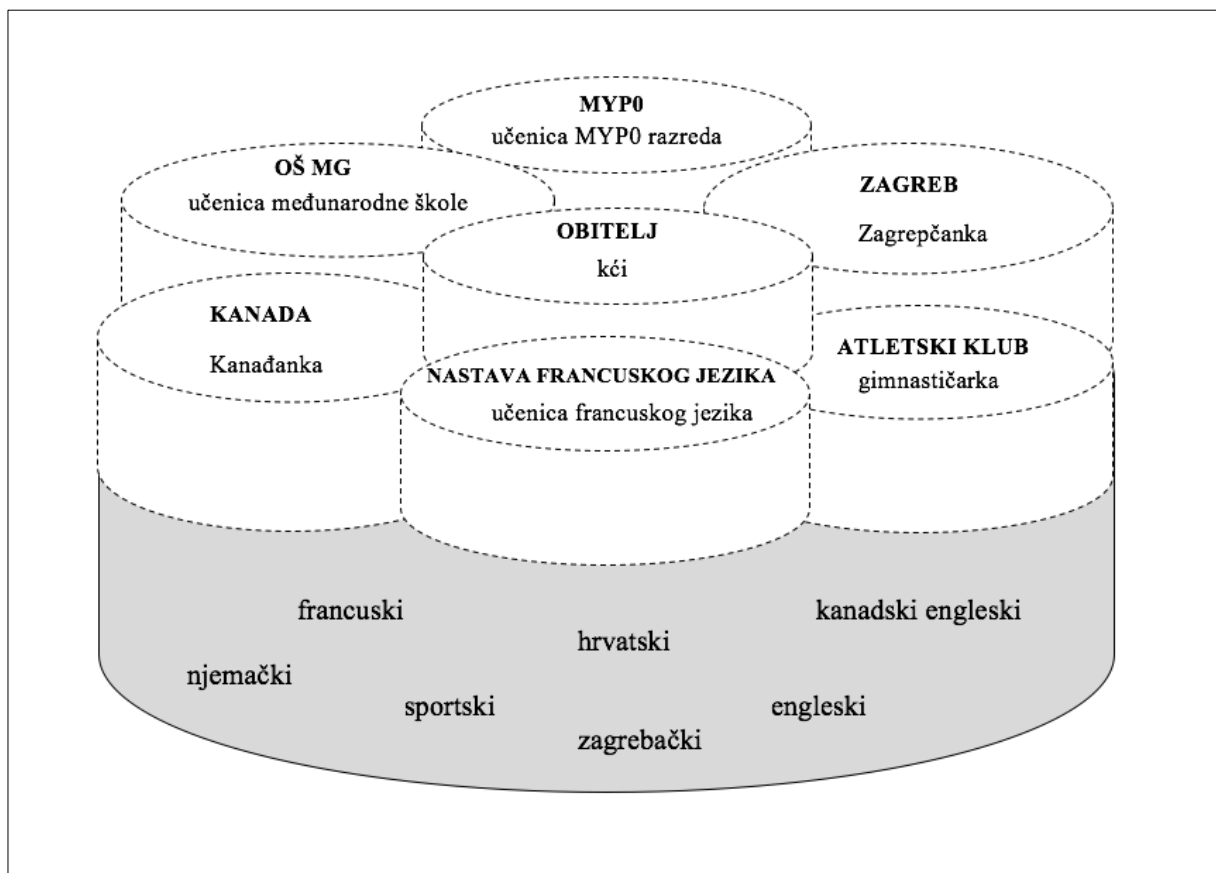 MYP0
učenica MYP0 razreda
OŠ MG
učenica međunarodne škole
ZAGREB
Zagrepčanka
OBITELJ
kći
KANADA
Kanađanka
ATLETSKI KLUB
gimnastičarka
NASTAVA FRANCUSKOG JEZIKA
učenica francuskog jezika
francuski
kanadski engleski
hrvatski
njemački
sportski
engleski
zagrebački